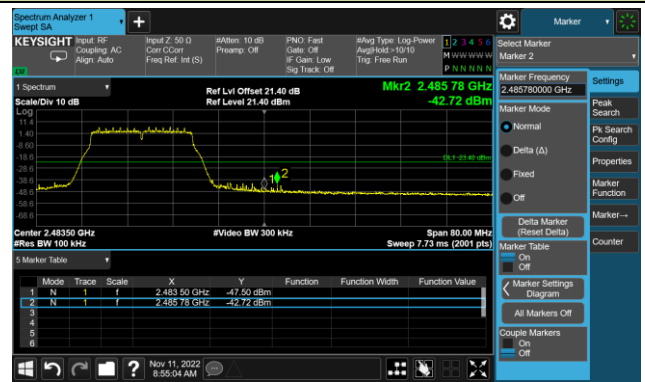 Spectrum Analyzer 1
Swept SA
+
Marker
KEYSIGHT
Input: RF
Coupling: AC
Align: Auto
Input Z: 50 Ω
Corr CCorr
Freq Ref: Int (S)
#Atten: 10 dB
Preamp: Off
PNO: Fast
Gate: Off
IF Gain: Low
Sig Track: Off
#Avg Type: Log-Power
Avg|Hold:>10/10
Trig: Free Run
1 2 3 4 5 6
M W W W W W
P N N N N N
LU
Select Marker
Marker 2
1 Spectrum
Scale/Div 10 dB
Ref Lvl Offset 21.40 dB
Ref Level 21.40 dBm
Mkr2 2.485 78 GHz
-42.72 dBm
Log
11.4
1.40
-8.60
-18.6
-28.6
-38.6
-48.6
-58.6
-68.6
DL1 -23.40 dBm
1
2
Center 2.48350 GHz
#Res BW 100 kHz
#Video BW 300 kHz
Span 80.00 MHz
Sweep 7.73 ms (2001 pts)
5 Marker Table
Mode Trace Scale X Y Function Function Width Function Value
1 N 1 f 2.483 50 GHz -47.50 dBm
2 N 1 f 2.485 78 GHz -42.72 dBm
3
4
5
6
Marker Frequency
2.485780000 GHz
Marker Mode
Normal
Delta (Δ)
Fixed
Off
Delta Marker
(Reset Delta)
Marker Table
On
Off
Marker Settings
Diagram
All Markers Off
Couple Markers
On
Off
Settings
Peak
Search
Pk Search
Config
Properties
Marker
Function
Marker→
Counter
?
Nov 11, 2022
8:55:04 AM